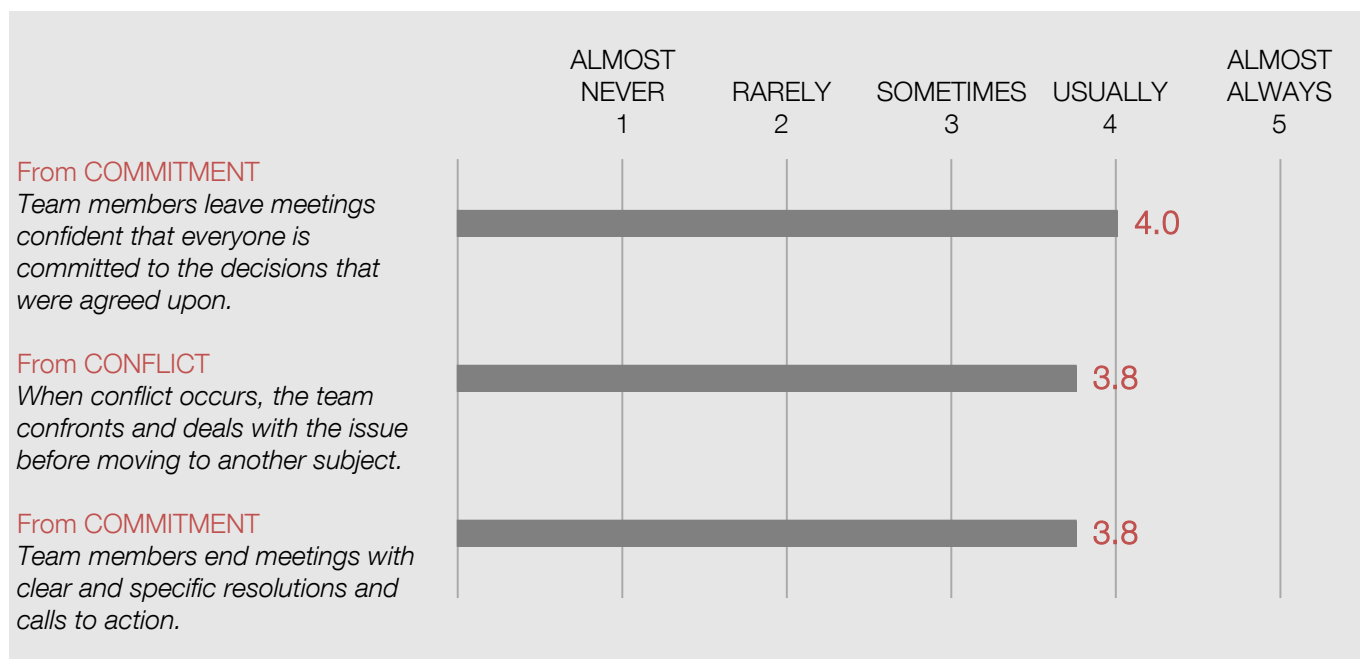 ALMOST
NEVER
1
RARELY
2
SOMETIMES
3
USUALLY
4
ALMOST
ALWAYS
5
From COMMITMENT
Team members leave meetings
confident that everyone is
committed to the decisions that
were agreed upon.
4.0
From CONFLICT
When conflict occurs, the team
confronts and deals with the issue
before moving to another subject.
3.8
From COMMITMENT
Team members end meetings with
clear and specific resolutions and
calls to action.
3.8